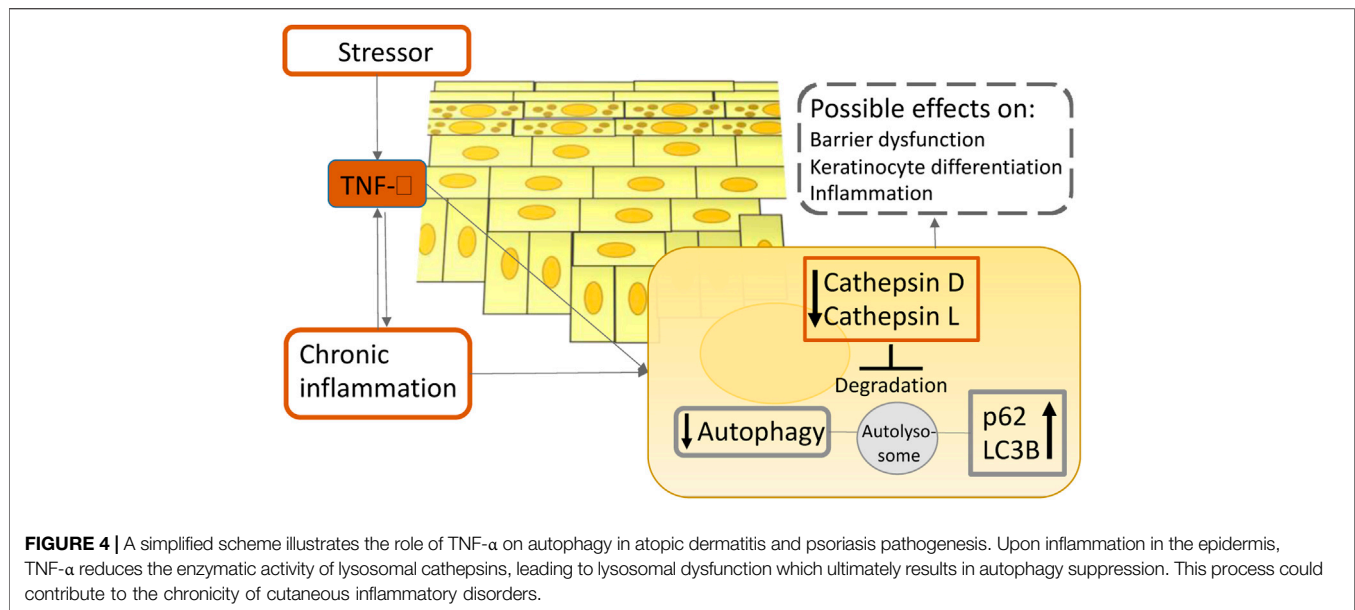 Stressor
TNF-□
Chronic
inflammation
Possible effects on:
Barrier dysfunction
Keratinocyte differentiation
Inflammation
Cathepsin D
Cathepsin L
Degradation
Autophagy
Autolyso-
some
p62
LC3B
FIGURE 4 | A simplified scheme illustrates the role of TNF-α on autophagy in atopic dermatitis and psoriasis pathogenesis. Upon inflammation in the epidermis,
TNF-α reduces the enzymatic activity of lysosomal cathepsins, leading to lysosomal dysfunction which ultimately results in autophagy suppression. This process could
contribute to the chronicity of cutaneous inflammatory disorders.